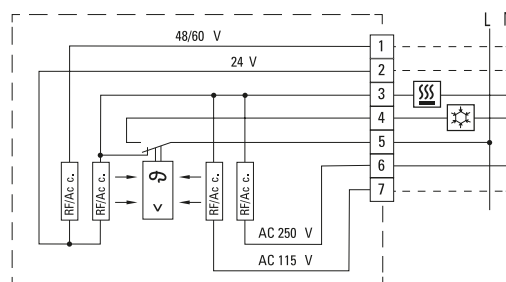 L N
48/60 V
1
24 V
2
3
4
5
6
7
RF/Ac c.
RF/Ac c.
ϑ
<
RF/Ac c.
RF/Ac c.
AC 250 V
AC 115 V